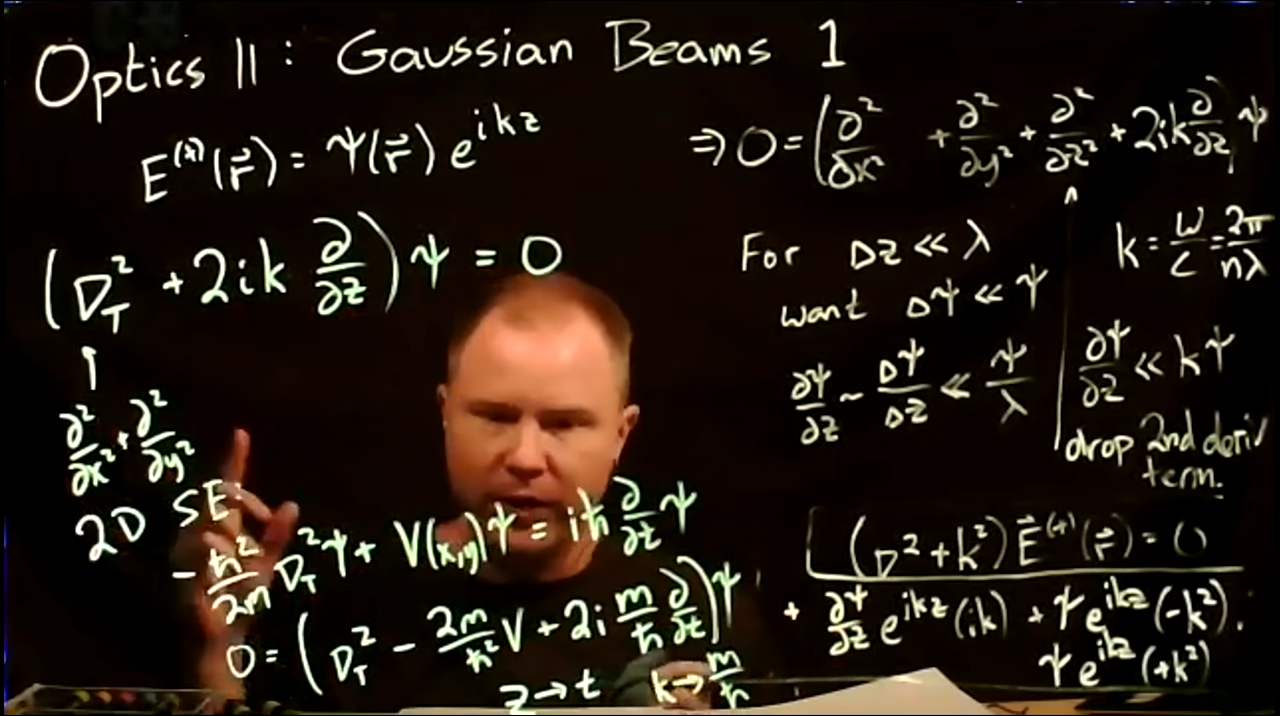 Optics II : Gaussian Beams 1
E⁽⁺⁾(r⃗) = ψ(r⃗) e^{ikz}
(∇_T² + 2ik ∂/∂z) ψ = 0
↑
∂²/∂x² + ∂²/∂y²
2D SE:
-ħ²/2m ∇_T² ψ + V(x,y)ψ = iħ ∂/∂t ψ
0 = (∇_T² - 2m/ħ² V + 2i m/ħ ∂/∂t) ψ
z → t k → m/ħ
⇒ 0 = (∂²/∂x² + ∂²/∂y² + ∂²/∂z² + 2ik ∂/∂z) ψ
For Δz ≪ λ
k = ω/c = 2π/nλ
want Δψ ≪ ψ
∂ψ/∂z ~ Δψ/Δz ≪ ψ/λ
∂ψ/∂z ≪ kψ
drop 2nd deriv
term.
(∇² + k²) E⃗⁽⁺⁾(r⃗) = 0
+ ∂ψ/∂z e^{ikz} (ik) + ψ e^{ikz} (-k²).
ψ e^{ikz} (+k²)